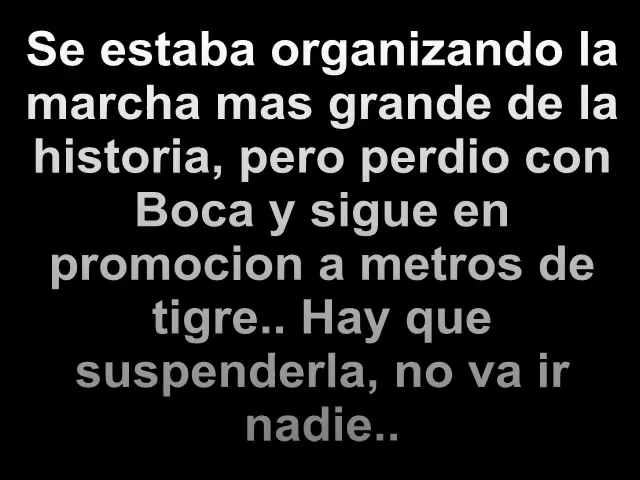 Se estaba organizando la
marcha mas grande de la
historia, pero perdio con
Boca y sigue en
promocion a metros de
tigre.. Hay que
suspenderla, no va ir
nadie..